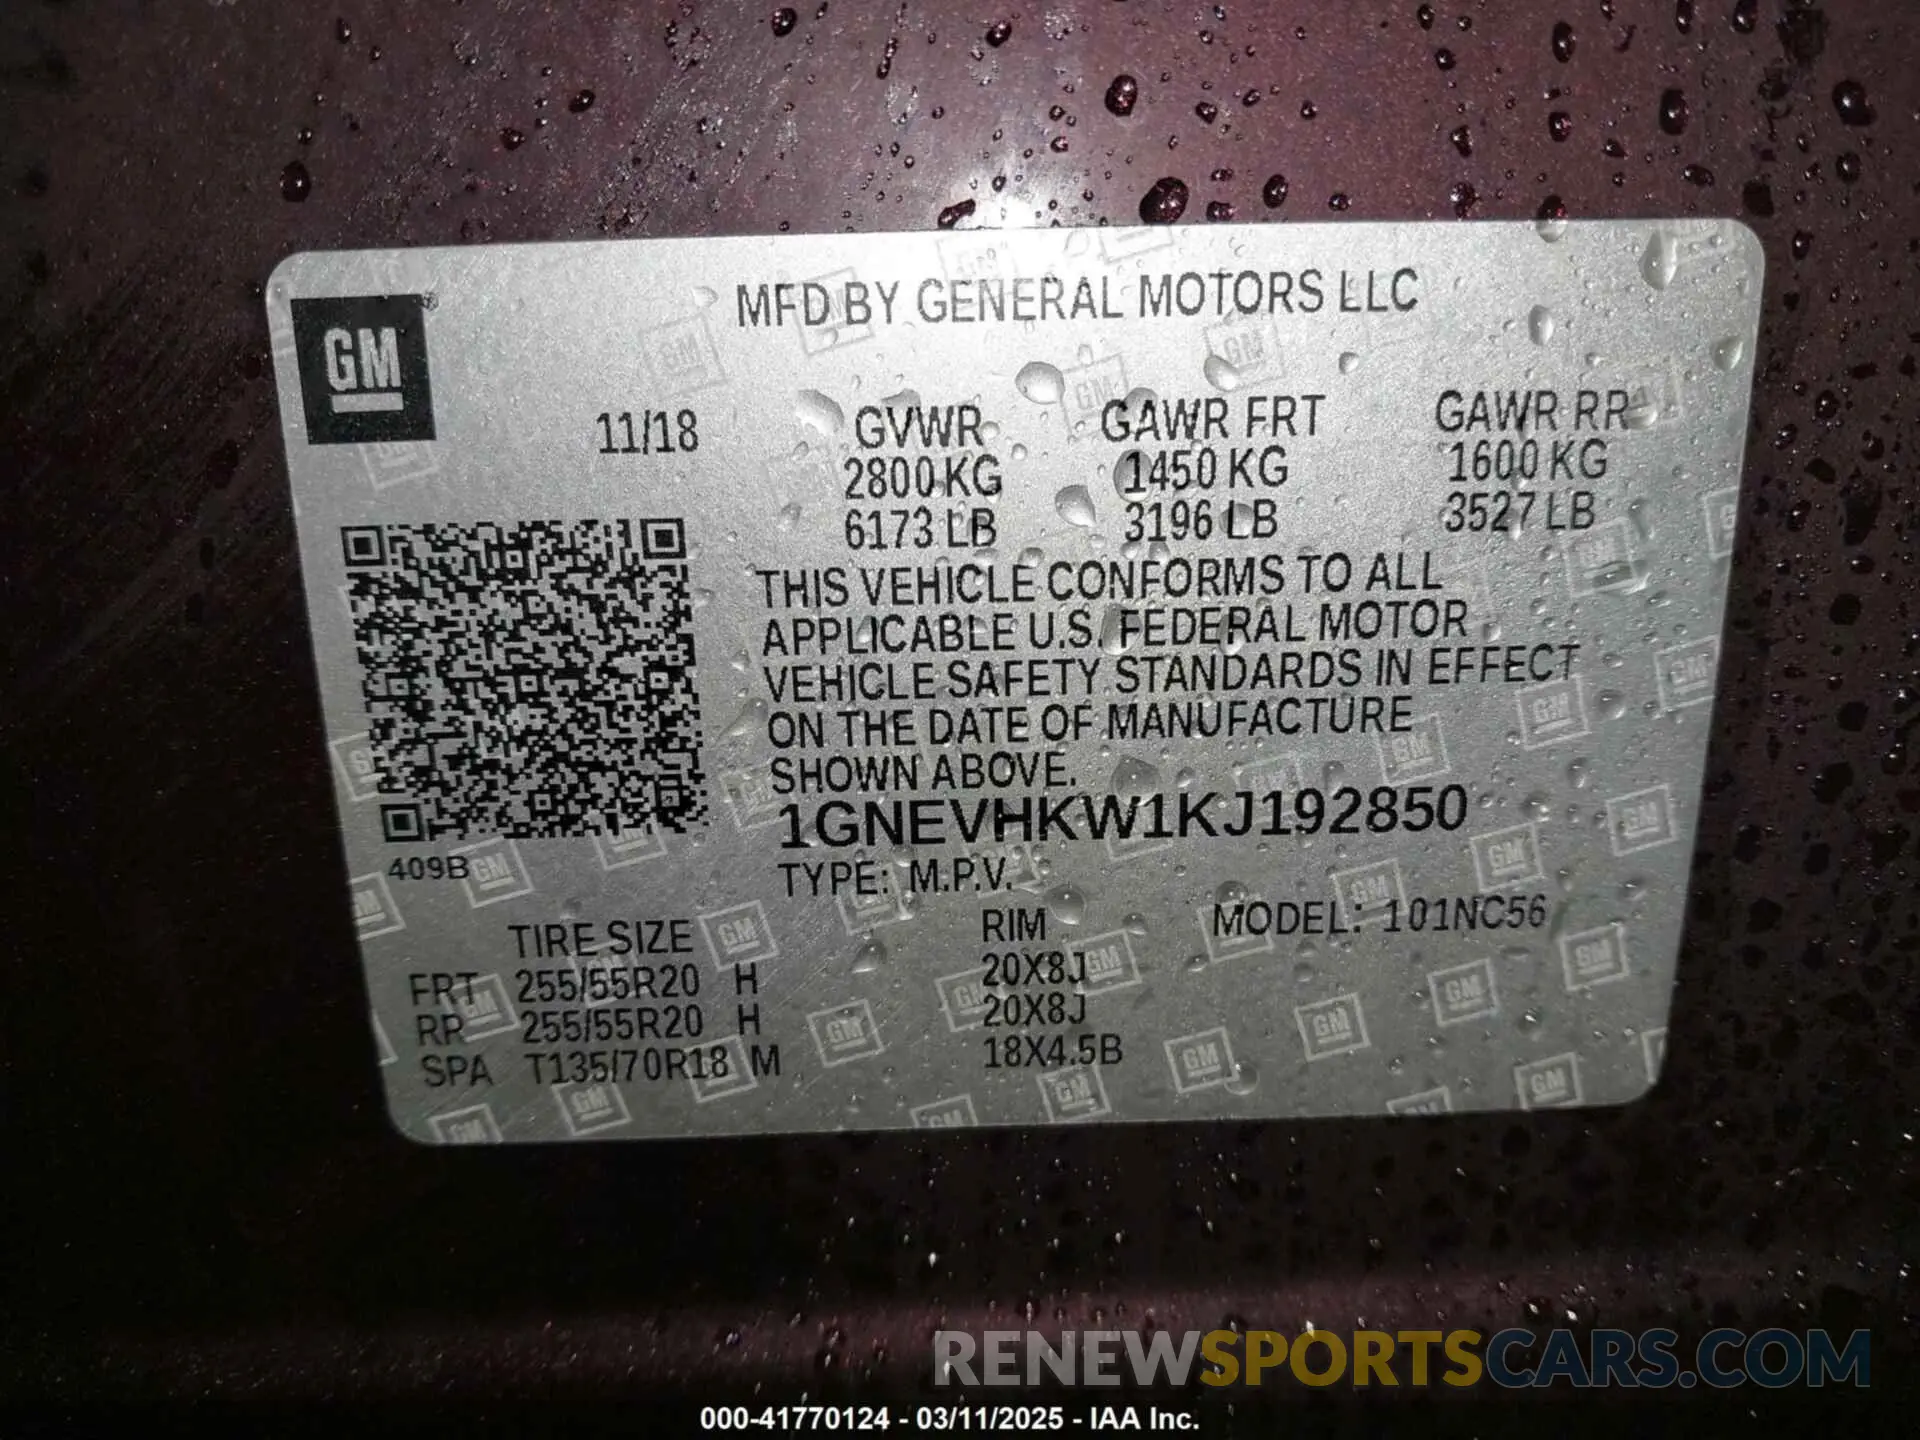 MFD BY GENERAL MOTORS LLC
GM
11/18
GVWR GAWR FRT GAWR RR
2800 KG 1450 KG 1600 KG
6173 LB 3196 LB 3527 LB
THIS VEHICLE CONFORMS TO ALL
APPLICABLE U.S. FEDERAL MOTOR
VEHICLE SAFETY STANDARDS IN EFFECT
ON THE DATE OF MANUFACTURE
SHOWN ABOVE.
1GNEVHKW1KJ192850
409B
TYPE: M.P.V.
TIRE SIZE RIM MODEL: 101NC56
FRT 255/55R20 H 20X8J
RR 255/55R20 H 20X8J
SPA T135/70R18 M 18X4.5B
RENEWSPORTSCARS.COM
000-41770124 - 03/11/2025 - IAA Inc.